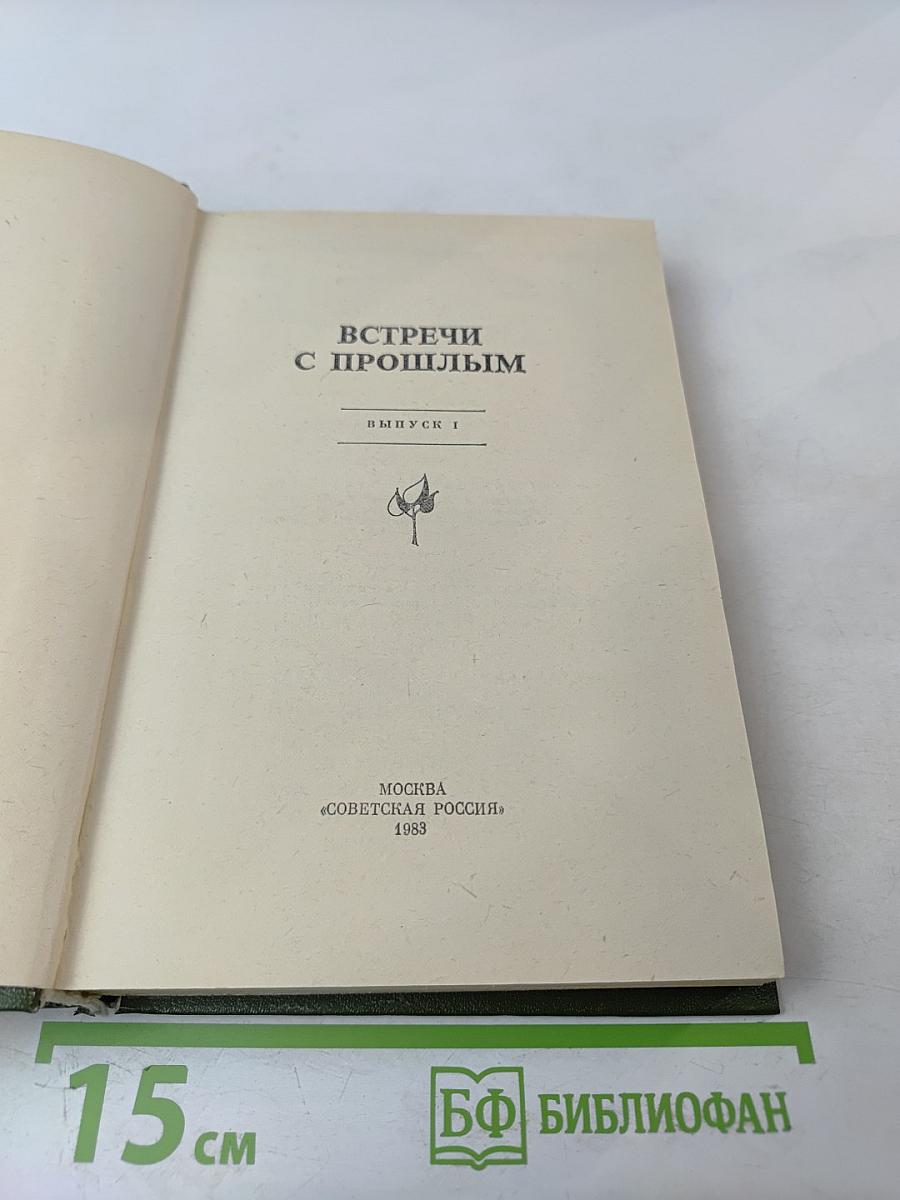 ВСТРЕЧИ
С ПРОШЛЫМ
ВЫПУСК I
МОСКВА
«СОВЕТСКАЯ РОССИЯ»
1983
15 СМ
БФ БИБЛИОФАН